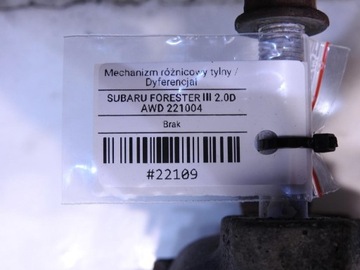 Mechanizm różnicowy tylny /
Dyferencjał
SUBARU FORESTER III 2.0D
AWD 221004
Brak
#22109